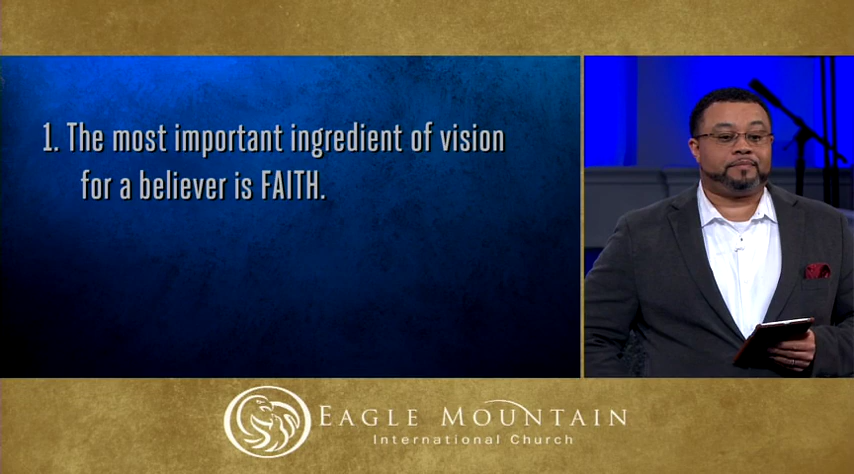 1. The most important ingredient of vision
for a believer is FAITH.
EAGLE MOUNTAIN
International Church